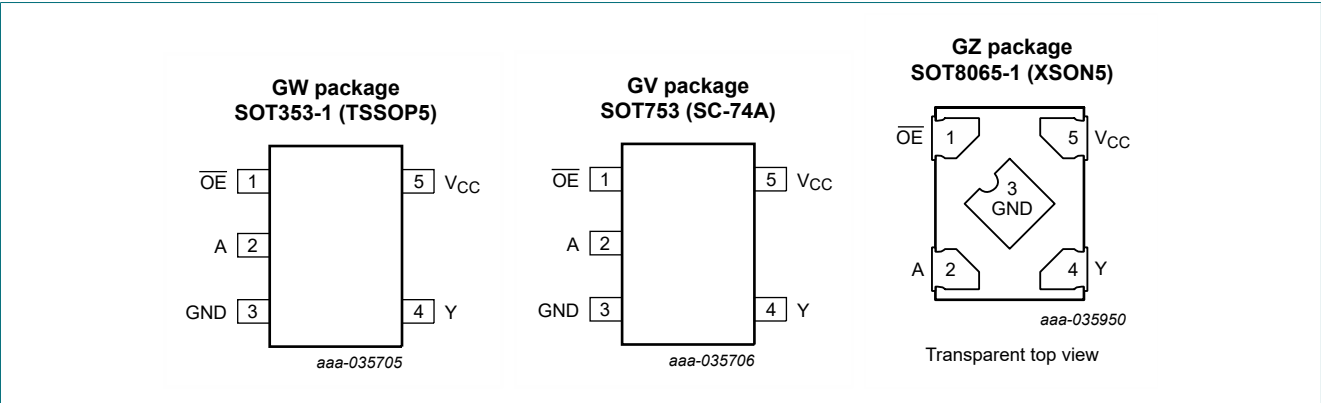 GW package
SOT353-1 (TSSOP5)
OE 1
5 VCC
A 2
GND 3
4 Y
aaa-035705
GV package
SOT753 (SC-74A)
OE 1
5 VCC
A 2
GND 3
4 Y
aaa-035706
GZ package
SOT8065-1 (XSON5)
OE 1
5 VCC
3
GND
A 2
4 Y
aaa-035950
Transparent top view